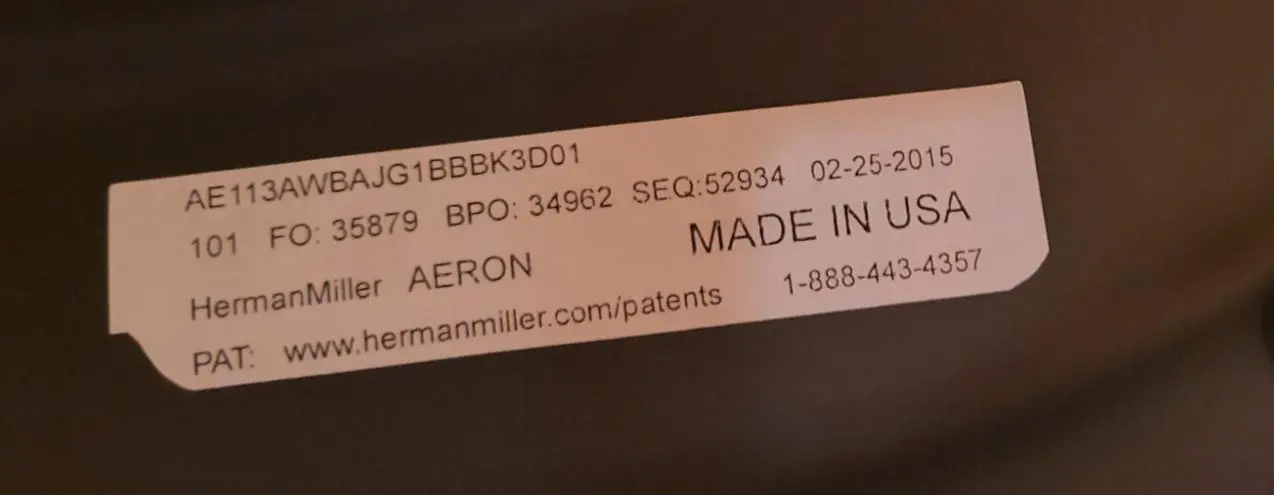 AE113AWBAJG1BBBK3D01
101 FO: 35879 BPO: 34962 SEQ:52934 02-25-2015
HermanMiller AERON MADE IN USA
PAT: www.hermanmiller.com/patents 1-888-443-4357